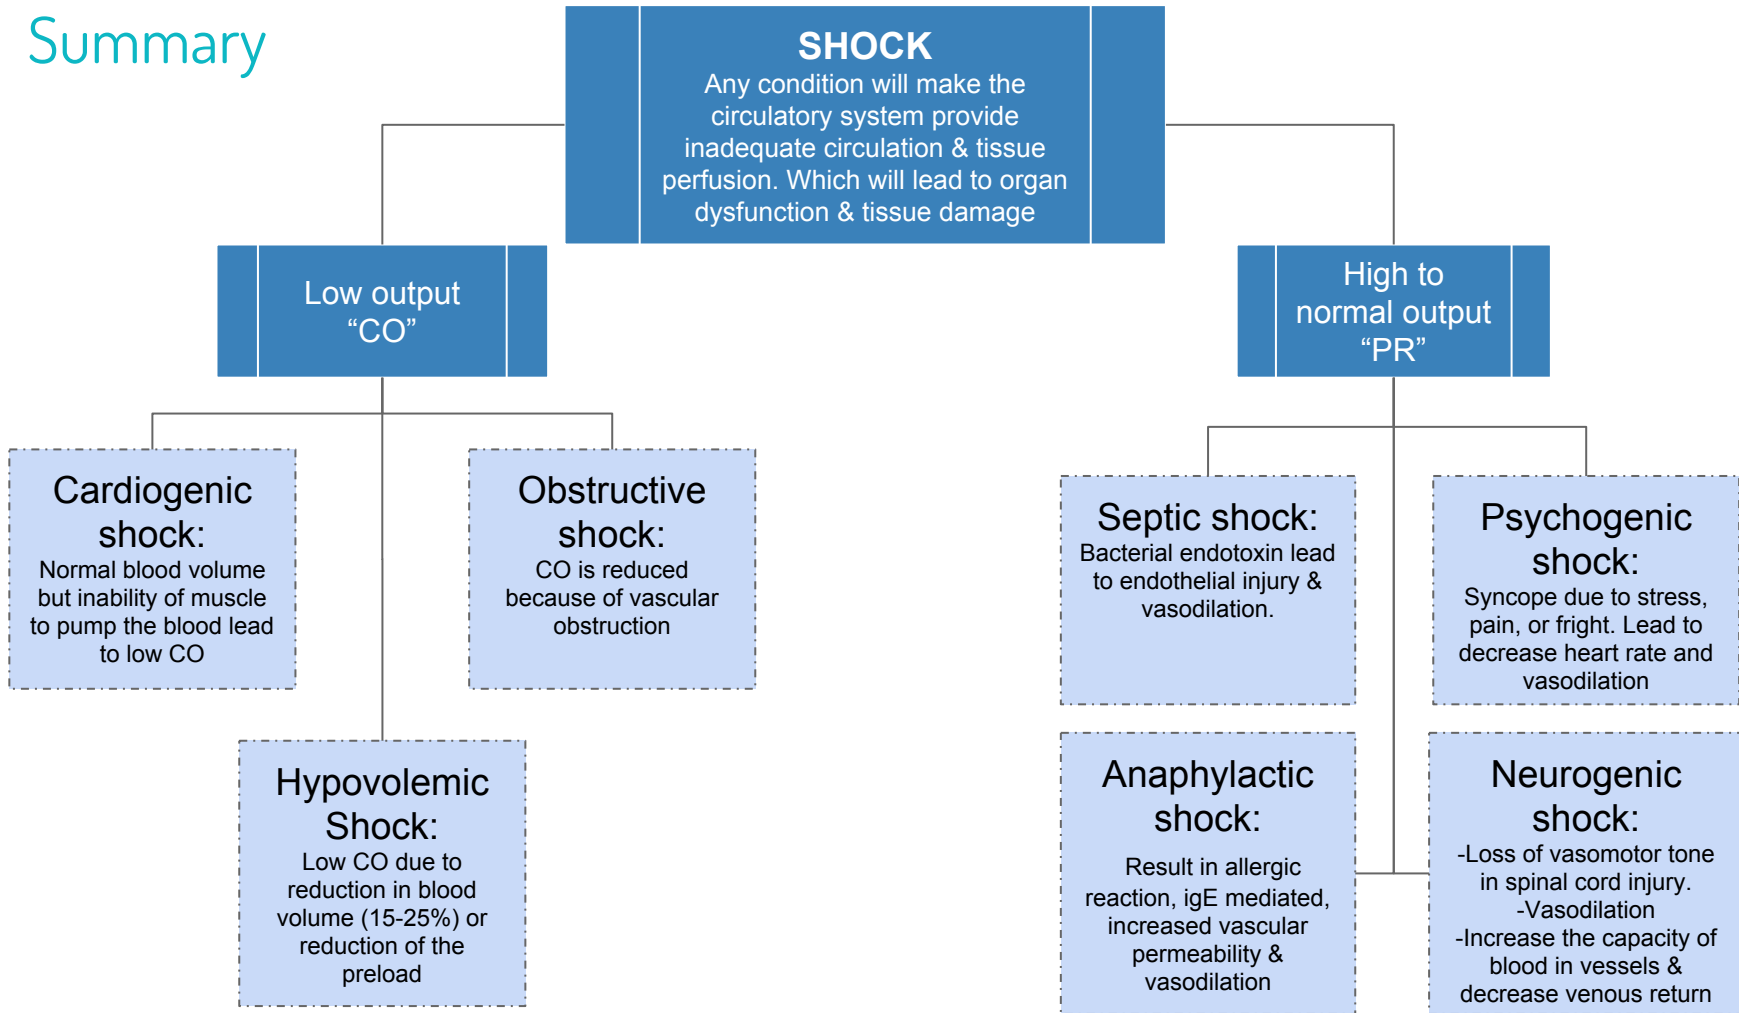 Summary
SHOCK
Any condition will make the
circulatory system provide
inadequate circulation & tissue
perfusion. Which will lead to organ
dysfunction & tissue damage
Low output
“CO”
High to
normal output
“PR”
Cardiogenic
shock:
Normal blood volume
but inability of muscle
to pump the blood lead
to low CO
Obstructive
shock:
CO is reduced
because of vascular
obstruction
Hypovolemic
Shock:
Low CO due to
reduction in blood
volume (15-25%) or
reduction of the
preload
Septic shock:
Bacterial endotoxin lead
to endothelial injury &
vasodilation.
Psychogenic
shock:
Syncope due to stress,
pain, or fright. Lead to
decrease heart rate and
vasodilation
Anaphylactic
shock:
Result in allergic
reaction, igE mediated,
increased vascular
permeability &
vasodilation
Neurogenic
shock:
-Loss of vasomotor tone
in spinal cord injury.
-Vasodilation
-Increase the capacity of
blood in vessels &
decrease venous return